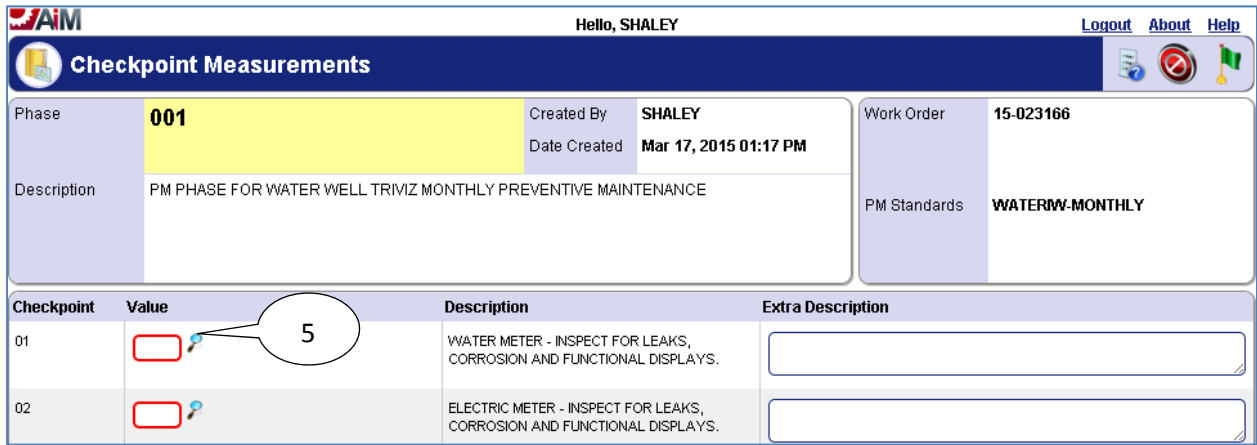 AiM
Hello, SHALEY
Logout About Help
Checkpoint Measurements
Phase 001 Created By SHALEY
Date Created Mar 17, 2015 01:17 PM
Description PM PHASE FOR WATER WELL TRIVIZ MONTHLY PREVENTIVE MAINTENANCE
Work Order 15-023166
PM Standards WATERIW-MONTHLY
Checkpoint Value Description Extra Description
5
01 WATER METER - INSPECT FOR LEAKS,
CORROSION AND FUNCTIONAL DISPLAYS.
02 ELECTRIC METER - INSPECT FOR LEAKS,
CORROSION AND FUNCTIONAL DISPLAYS.